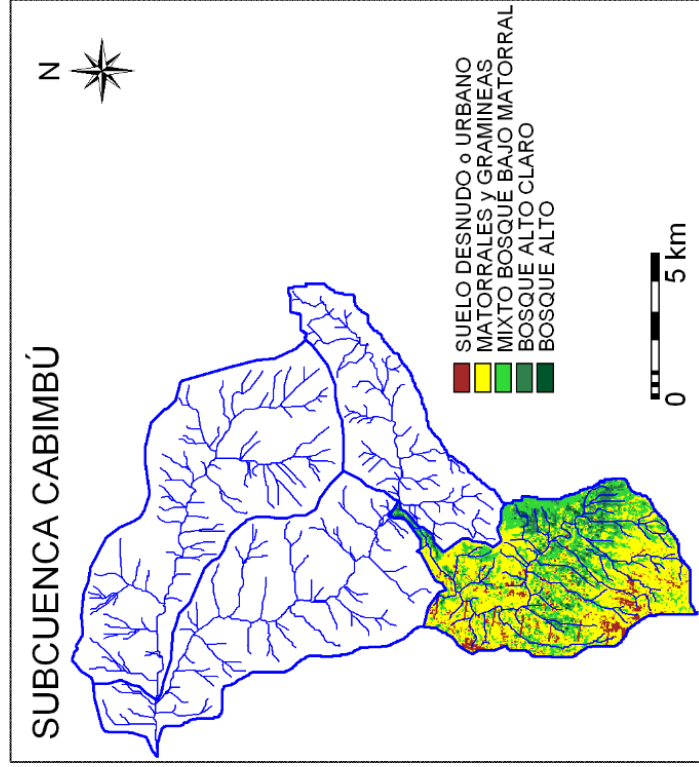 SUBCUENCA CABIMBÚ
N
SUELO DESNUDO o URBANO
MATORRALES y GRAMINEAS
MIXTO BOSQUE BAJO MATORRAL
BOSQUE ALTO CLARO
BOSQUE ALTO
0 5 km